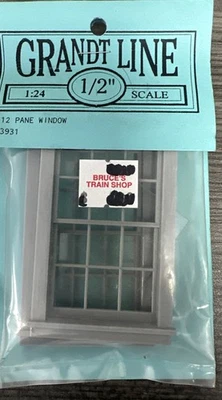 GRANDT LINE
1:24
1/2"
SCALE
12 PANE WINDOW
3931
BRUCE'S
TRAIN SHOP